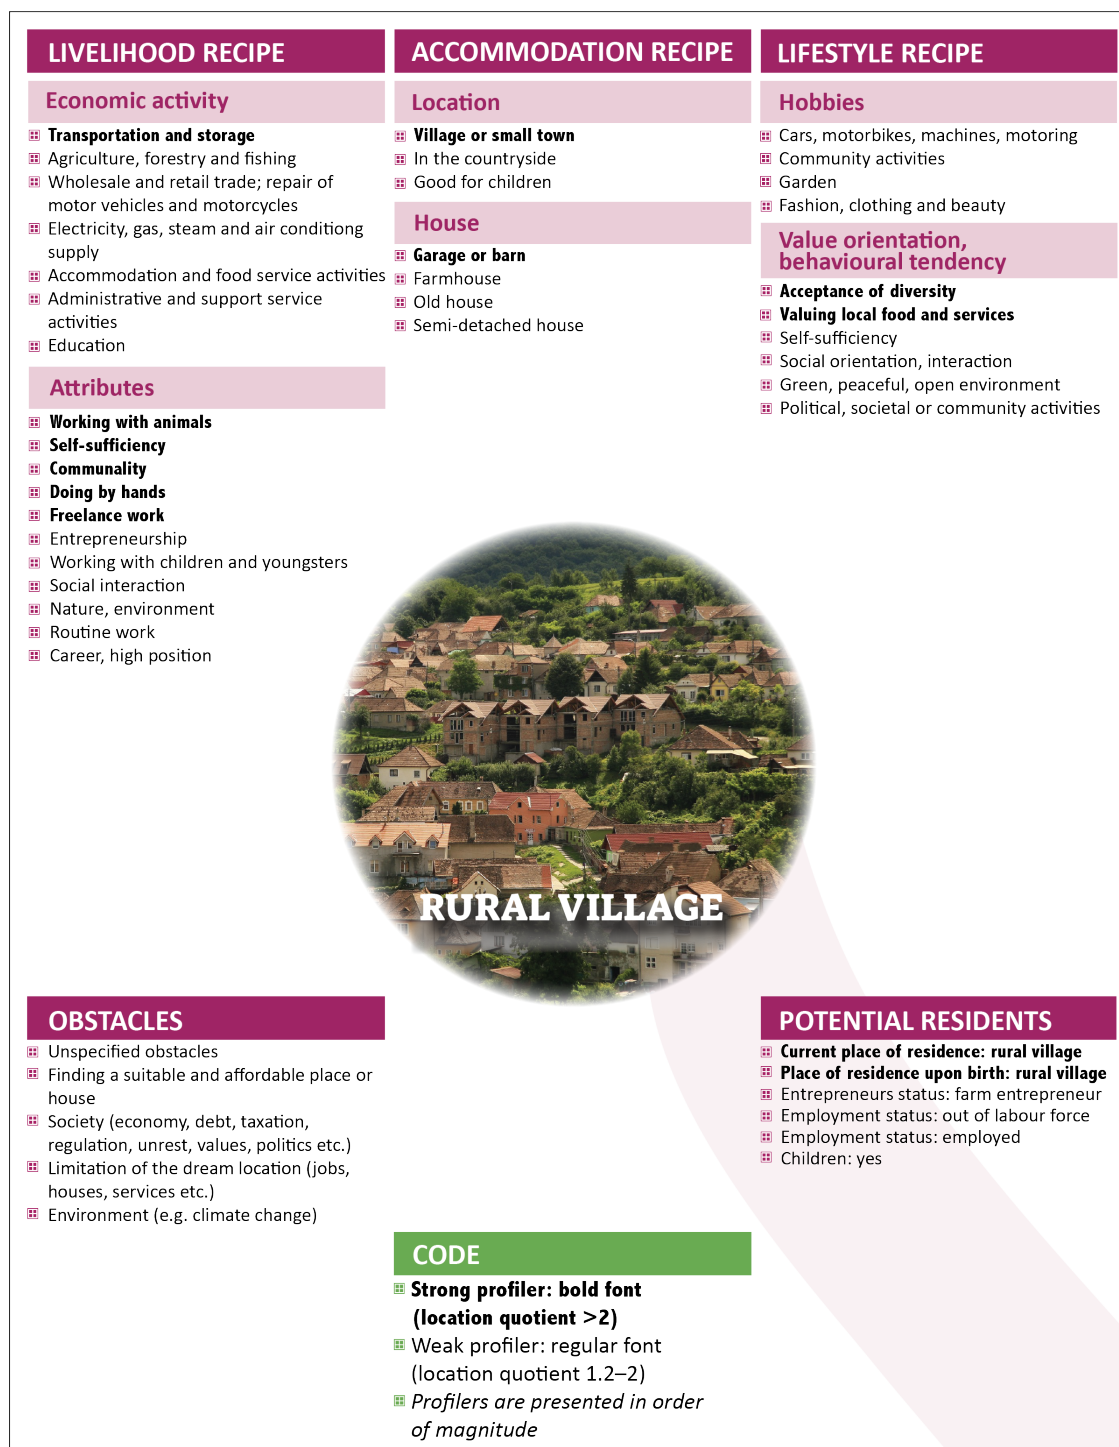 LIVELIHOOD RECIPE
Economic activity
Transportation and storage
Agriculture, forestry and fishing
Wholesale and retail trade; repair of
motor vehicles and motorcycles
Electricity, gas, steam and air conditiong
supply
Accommodation and food service activities
Administrative and support service
activities
Education
Attributes
Working with animals
Self-sufficiency
Communality
Doing by hands
Freelance work
Entrepreneurship
Working with children and youngsters
Social interaction
Nature, environment
Routine work
Career, high position
ACCOMMODATION RECIPE
Location
Village or small town
In the countryside
Good for children
House
Garage or barn
Farmhouse
Old house
Semi-detached house
LIFESTYLE RECIPE
Hobbies
Cars, motorbikes, machines, motoring
Community activities
Garden
Fashion, clothing and beauty
Value orientation,
behavioural tendency
Acceptance of diversity
Valuing local food and services
Self-sufficiency
Social orientation, interaction
Green, peaceful, open environment
Political, societal or community activities
RURAL VILLAGE
OBSTACLES
Unspecified obstacles
Finding a suitable and affordable place or
house
Society (economy, debt, taxation,
regulation, unrest, values, politics etc.)
Limitation of the dream location (jobs,
houses, services etc.)
Environment (e.g. climate change)
POTENTIAL RESIDENTS
Current place of residence: rural village
Place of residence upon birth: rural village
Entrepreneurs status: farm entrepreneur
Employment status: out of labour force
Employment status: employed
Children: yes
CODE
Strong profiler: bold font
(location quotient >2)
Weak profiler: regular font
(location quotient 1.2–2)
Profilers are presented in order
of magnitude